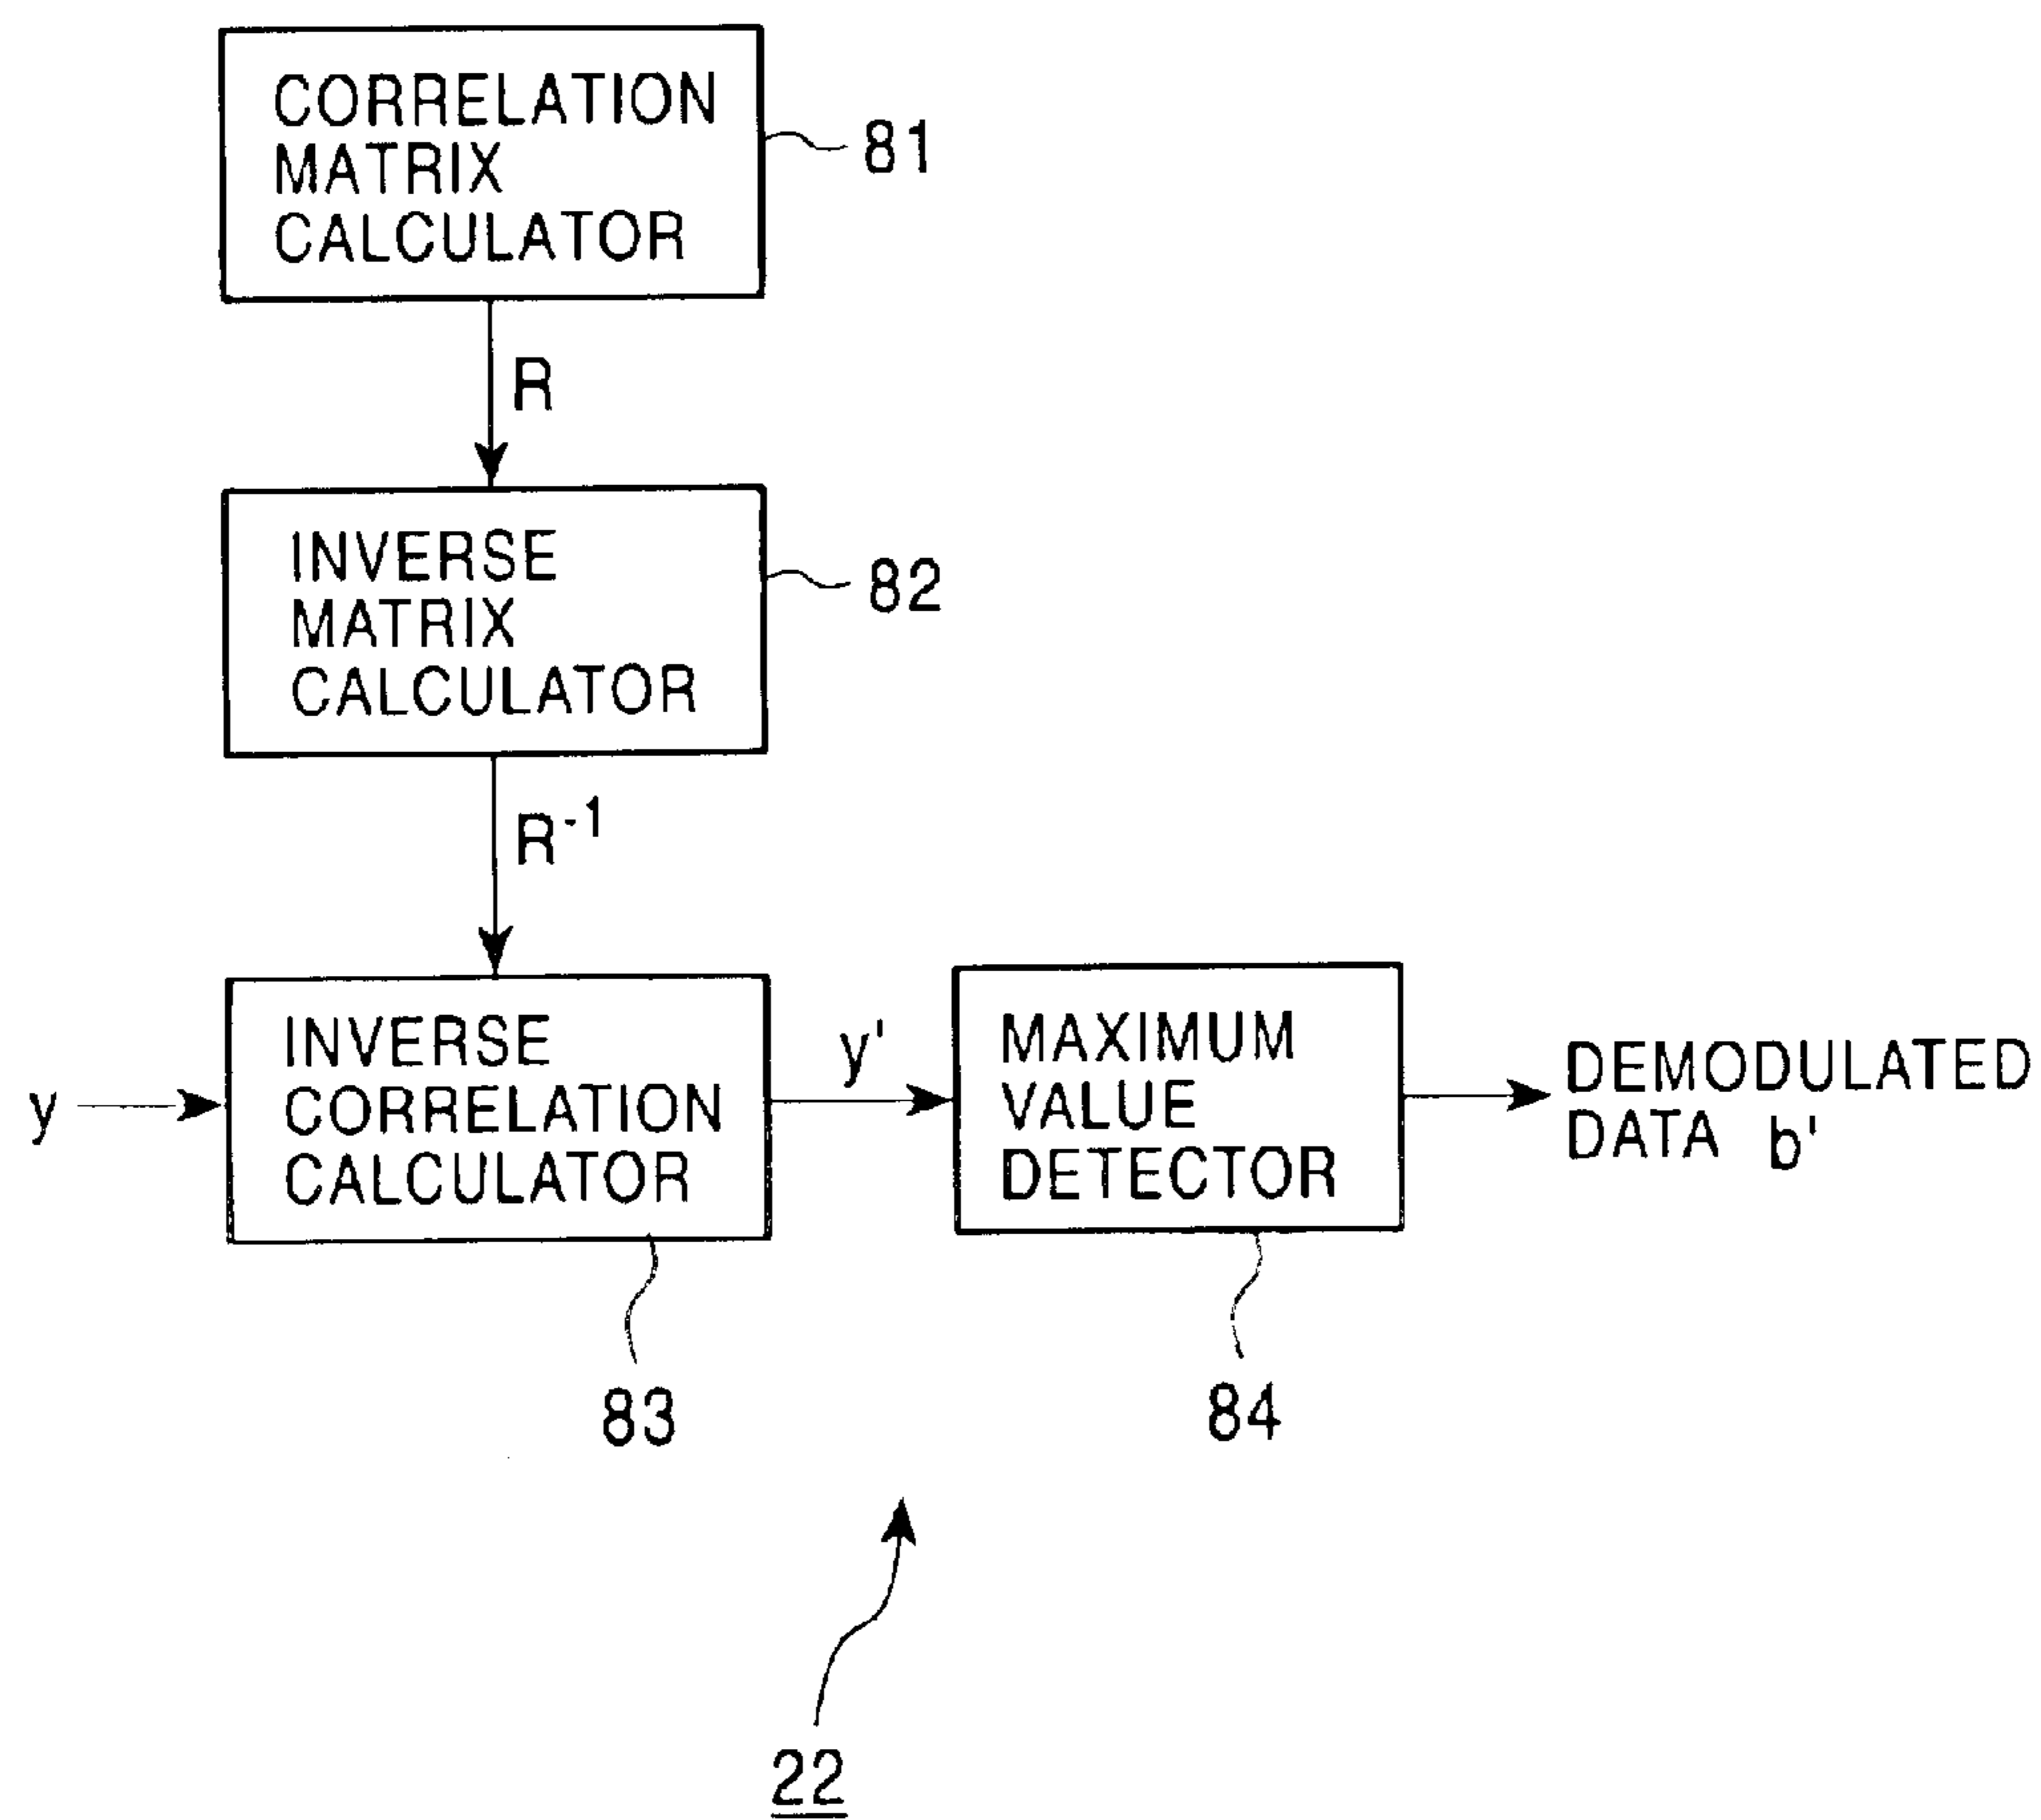 CORRELATION
MATRIX
CALCULATOR
81
R
INVERSE
MATRIX
CALCULATOR
82
R-1
y
INVERSE
CORRELATION
CALCULATOR
y'
MAXIMUM
VALUE
DETECTOR
DEMODULATED
DATA b'
83
84
22